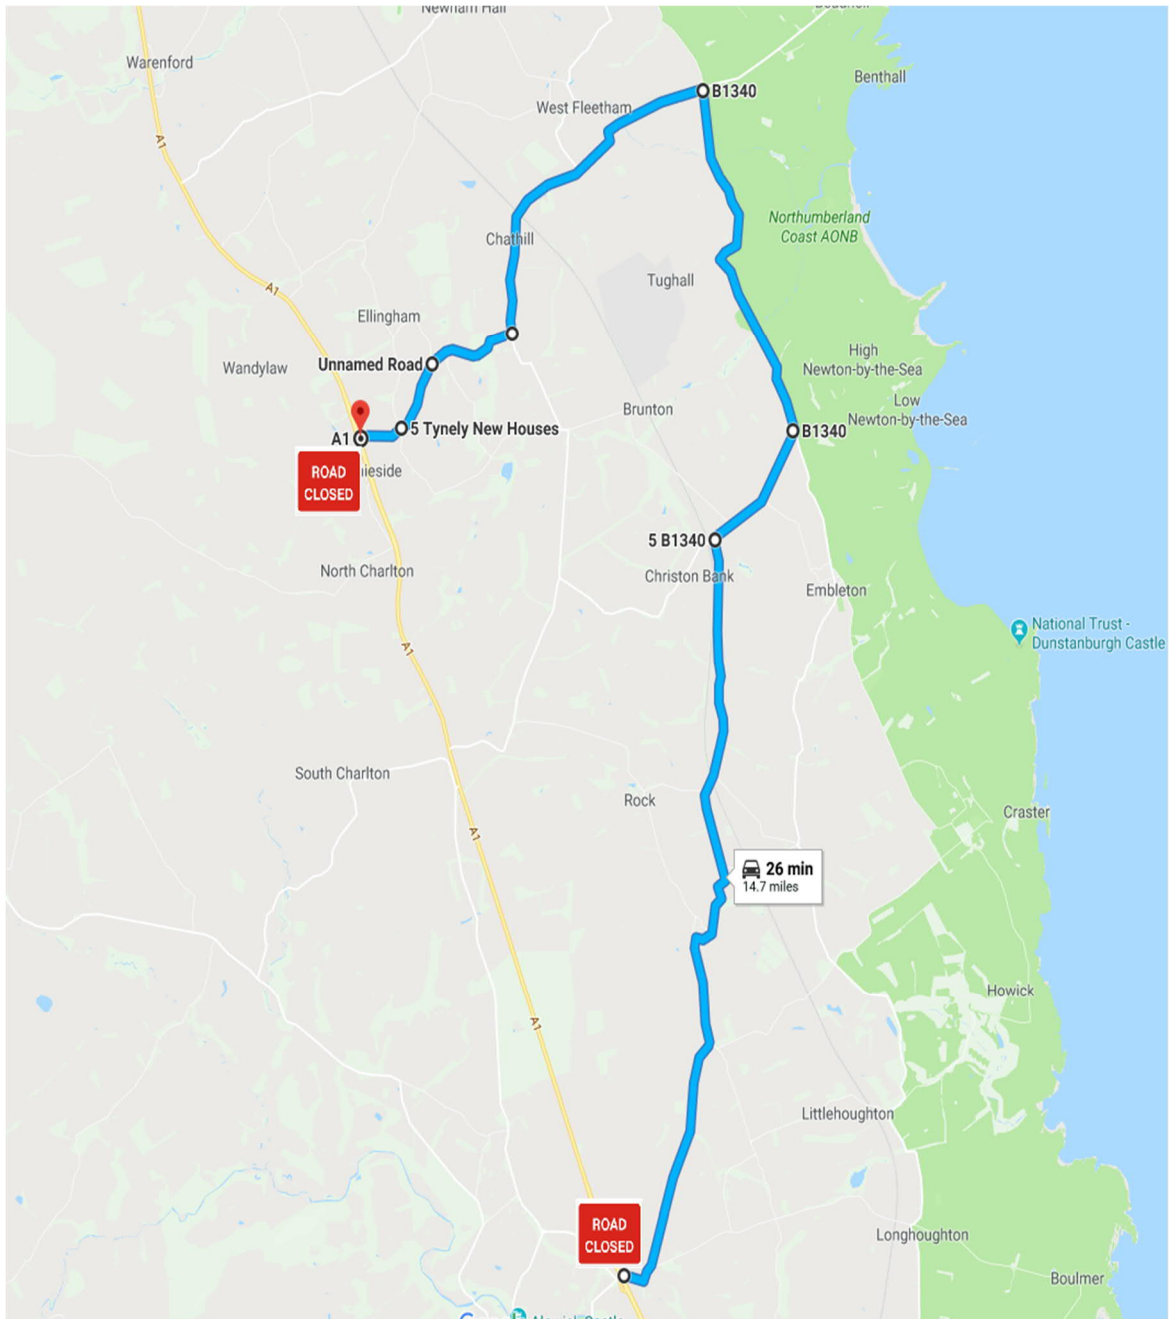 Newham Hall
Warenford
Benthall
B1340
West Fleetham
A1
Northumberland
Coast AONB
Chathill
Tughall
A1
Ellingham
High
Newton-by-the-Sea
Unnamed Road
Wandylaw
Low
Newton-by-the-Sea
Brunton
5 Tynely New Houses
B1340
A1
ieside
ROAD
CLOSED
5 B1340
North Charlton
Christon Bank
Embleton
National Trust -
Dunstanburgh Castle
A1
South Charlton
Rock
Craster
A1
26 min
14.7 miles
Howick
A1
Littlehoughton
ROAD
CLOSED
Longhoughton
Boulmer